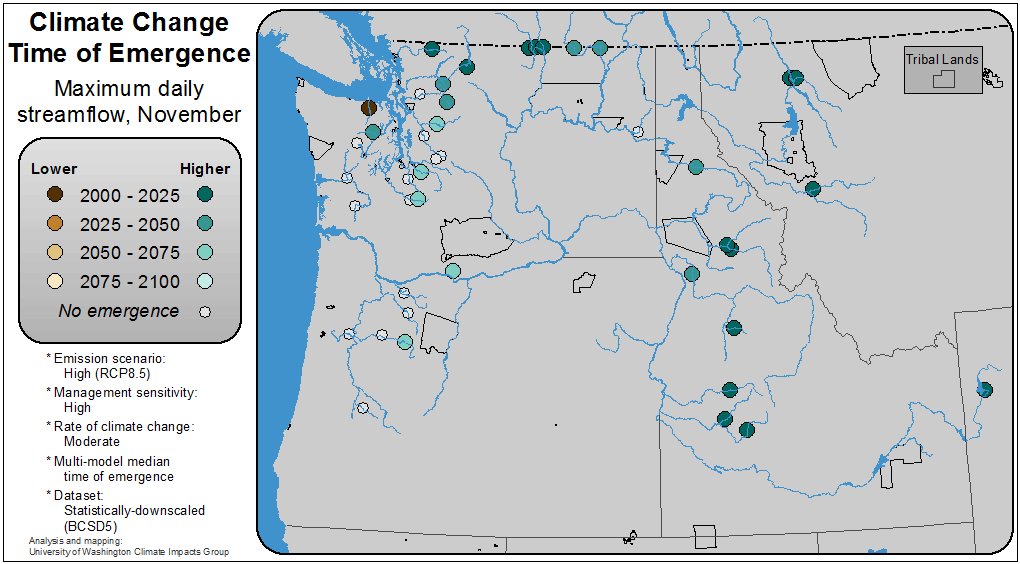 Climate Change
Time of Emergence
Maximum daily
streamflow, November
Lower Higher
2000 - 2025
2025 - 2050
2050 - 2075
2075 - 2100
No emergence
* Emission scenario:
High (RCP8.5)
* Management sensitivity:
High
* Rate of climate change:
Moderate
* Multi-model median
time of emergence
* Dataset:
Statistically-downscaled
(BCSD5)
Analysis and mapping:
University of Washington Climate Impacts Group
Tribal Lands